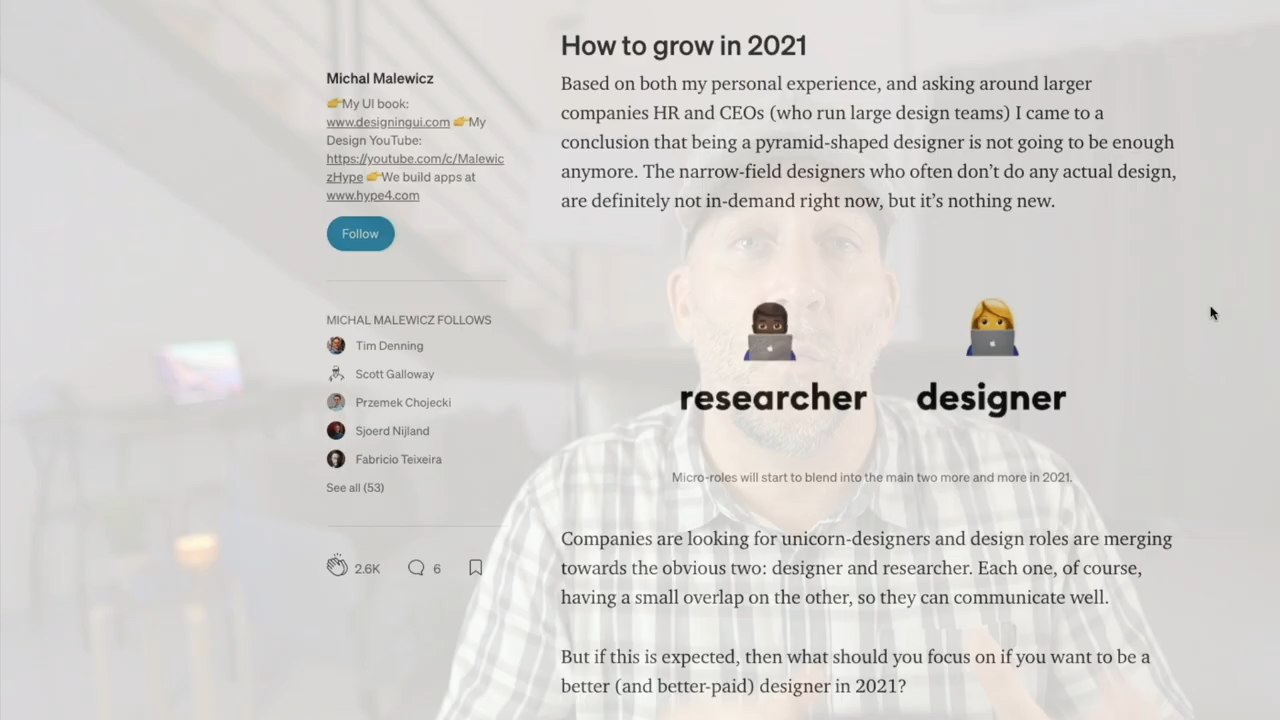 Michal Malewicz
👉My UI book:
www.designingui.com 👉My
Design YouTube:
https://youtube.com/c/Malewic
zHype 👉We build apps at
www.hype4.com
Follow
MICHAL MALEWICZ FOLLOWS
Tim Denning
Scott Galloway
Przemek Chojecki
Sjoerd Nijland
Fabricio Teixeira
See all (53)
2.6K 6
How to grow in 2021
Based on both my personal experience, and asking around larger
companies HR and CEOs (who run large design teams) I came to a
conclusion that being a pyramid-shaped designer is not going to be enough
anymore. The narrow-field designers who often don’t do any actual design,
are definitely not in-demand right now, but it’s nothing new.
researcher designer
Micro-roles will start to blend into the main two more and more in 2021.
Companies are looking for unicorn-designers and design roles are merging
towards the obvious two: designer and researcher. Each one, of course,
having a small overlap on the other, so they can communicate well.
But if this is expected, then what should you focus on if you want to be a
better (and better-paid) designer in 2021?